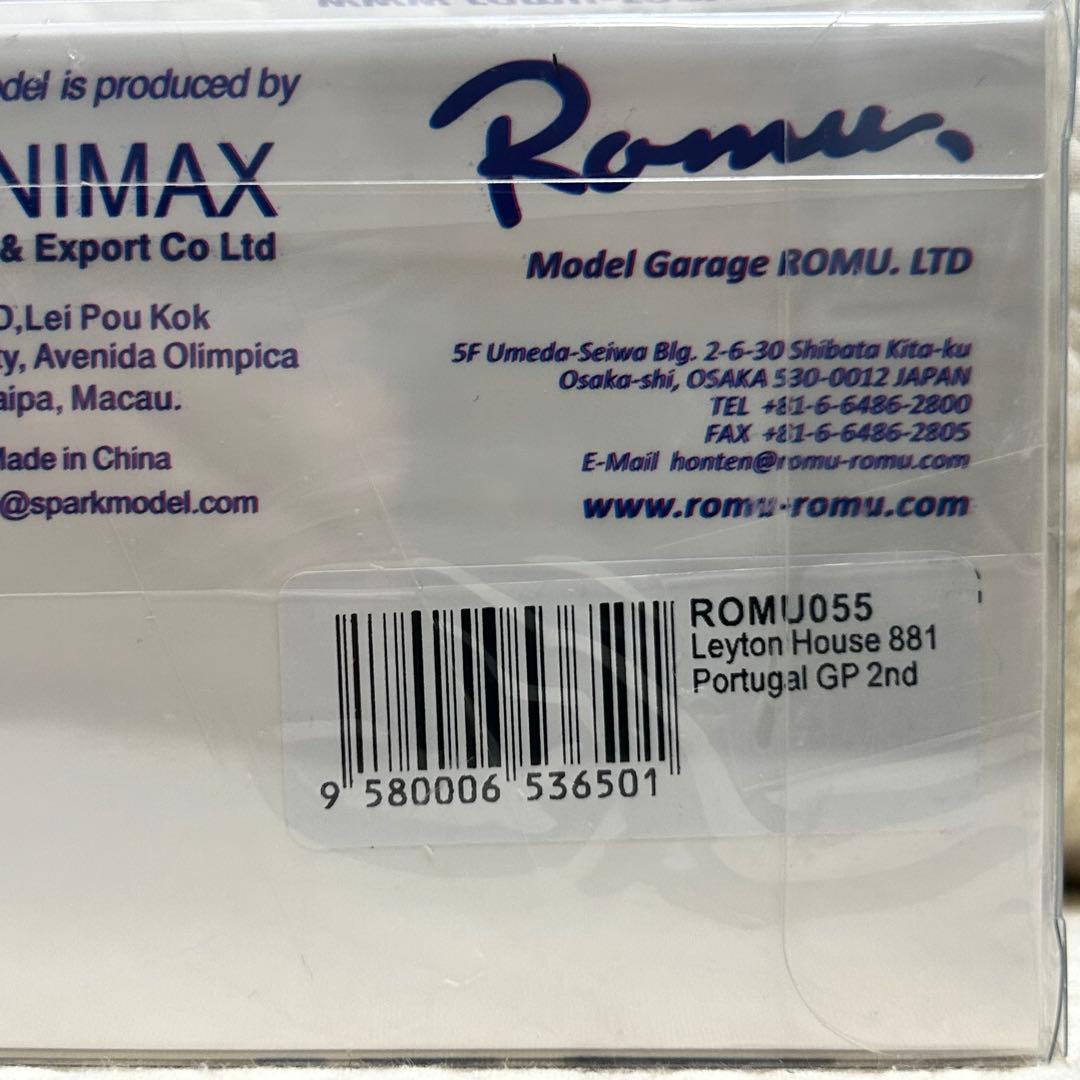 odel is produced by
NIMAX
& Export Co Ltd
D,Lei Pou Kok
ty, Avenida Olimpica
aipa, Macau.
Made in China
@sparkmodel.com
Romu.
Model Garage ROMU. LTD
5F Umeda-Seiwa Blg. 2-6-30 Shibata Kita-ku
Osaka-shi, OSAKA 530-0012 JAPAN
TEL +81-6-6486-2800
FAX +81-6-6486-2805
E-Mail honten@romu-romu.com
www.romu-romu.com
ROMU055
Leyton House 881
Portugal GP 2nd
9 580006 536501